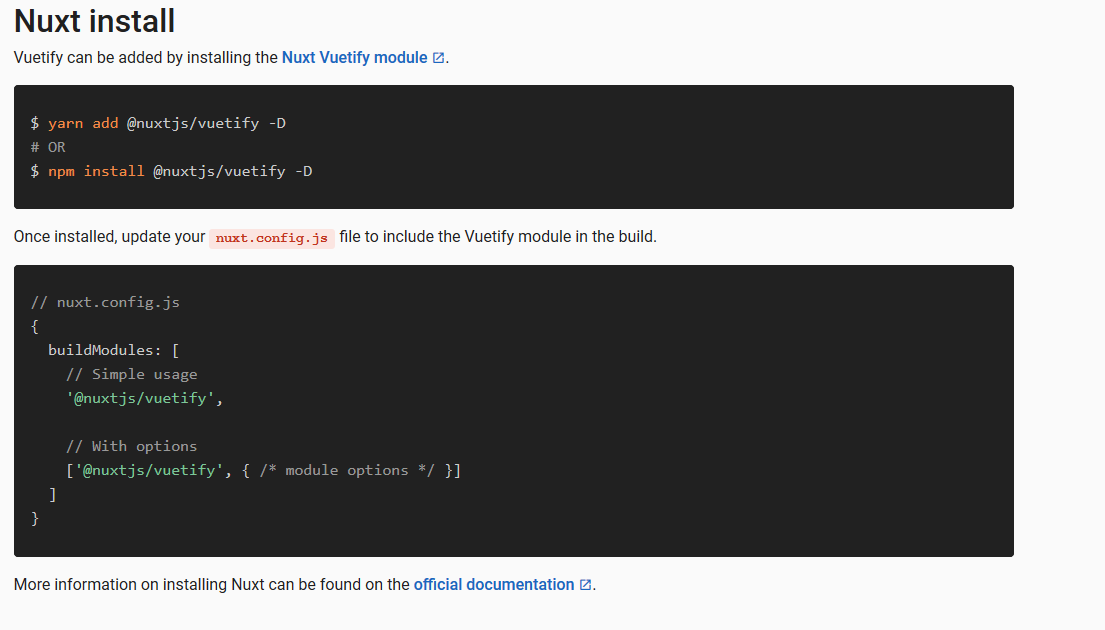 Nuxt install
Vuetify can be added by installing the Nuxt Vuetify module.
$ yarn add @nuxtjs/vuetify -D
# OR
$ npm install @nuxtjs/vuetify -D
Once installed, update your nuxt.config.js file to include the Vuetify module in the build.
// nuxt.config.js
{
  buildModules: [
    // Simple usage
    '@nuxtjs/vuetify',

    // With options
    ['@nuxtjs/vuetify', { /* module options */ }]
  ]
}
More information on installing Nuxt can be found on the official documentation.